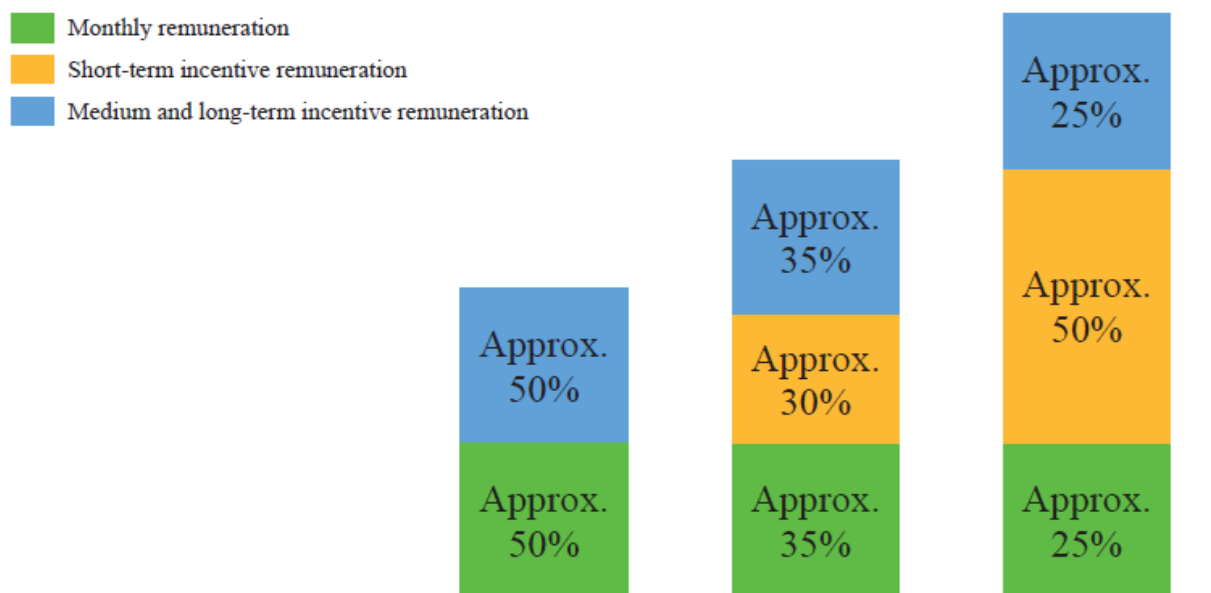 Monthly remuneration
Short-term incentive remuneration
Medium and long-term incentive remuneration
Approx.
50%
Approx.
50%
Approx.
35%
Approx.
30%
Approx.
35%
Approx.
25%
Approx.
50%
Approx.
25%